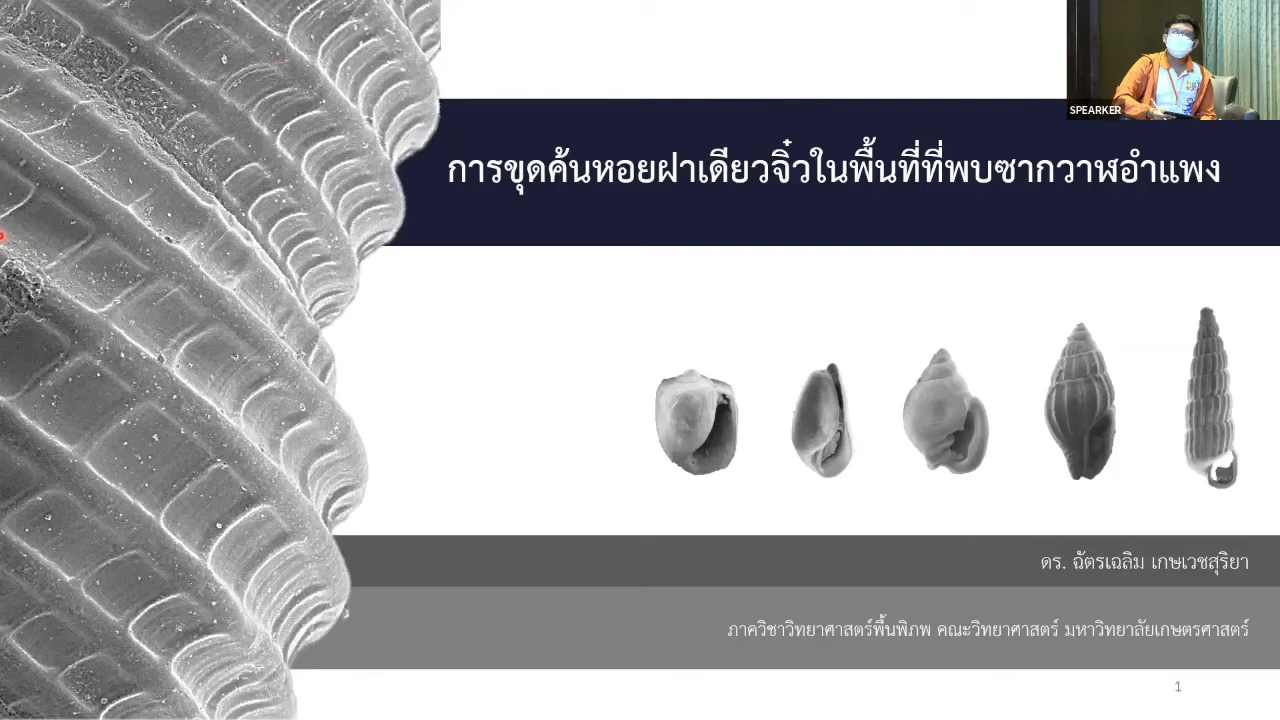 SPEARKER
การขุดค้นหอยฝาเดียวจิ๋วในพื้นที่ที่พบซากวาฬอำแพง
ดร. ฉัตรเฉลิม เกษเวชสุริยา
ภาควิชาวิทยาศาสตร์พื้นพิภพ คณะวิทยาศาสตร์ มหาวิทยาลัยเกษตรศาสตร์
1